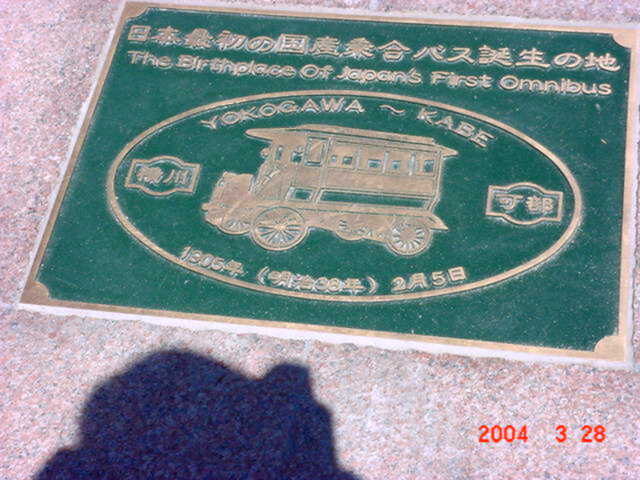 日本最初の国産乗合バス誕生の地
The Birthplace Of Japan's First Omnibus
YOKOGAWA ～ KABE
横川
可部
1905年（明治38年）2月5日
2004 3 28